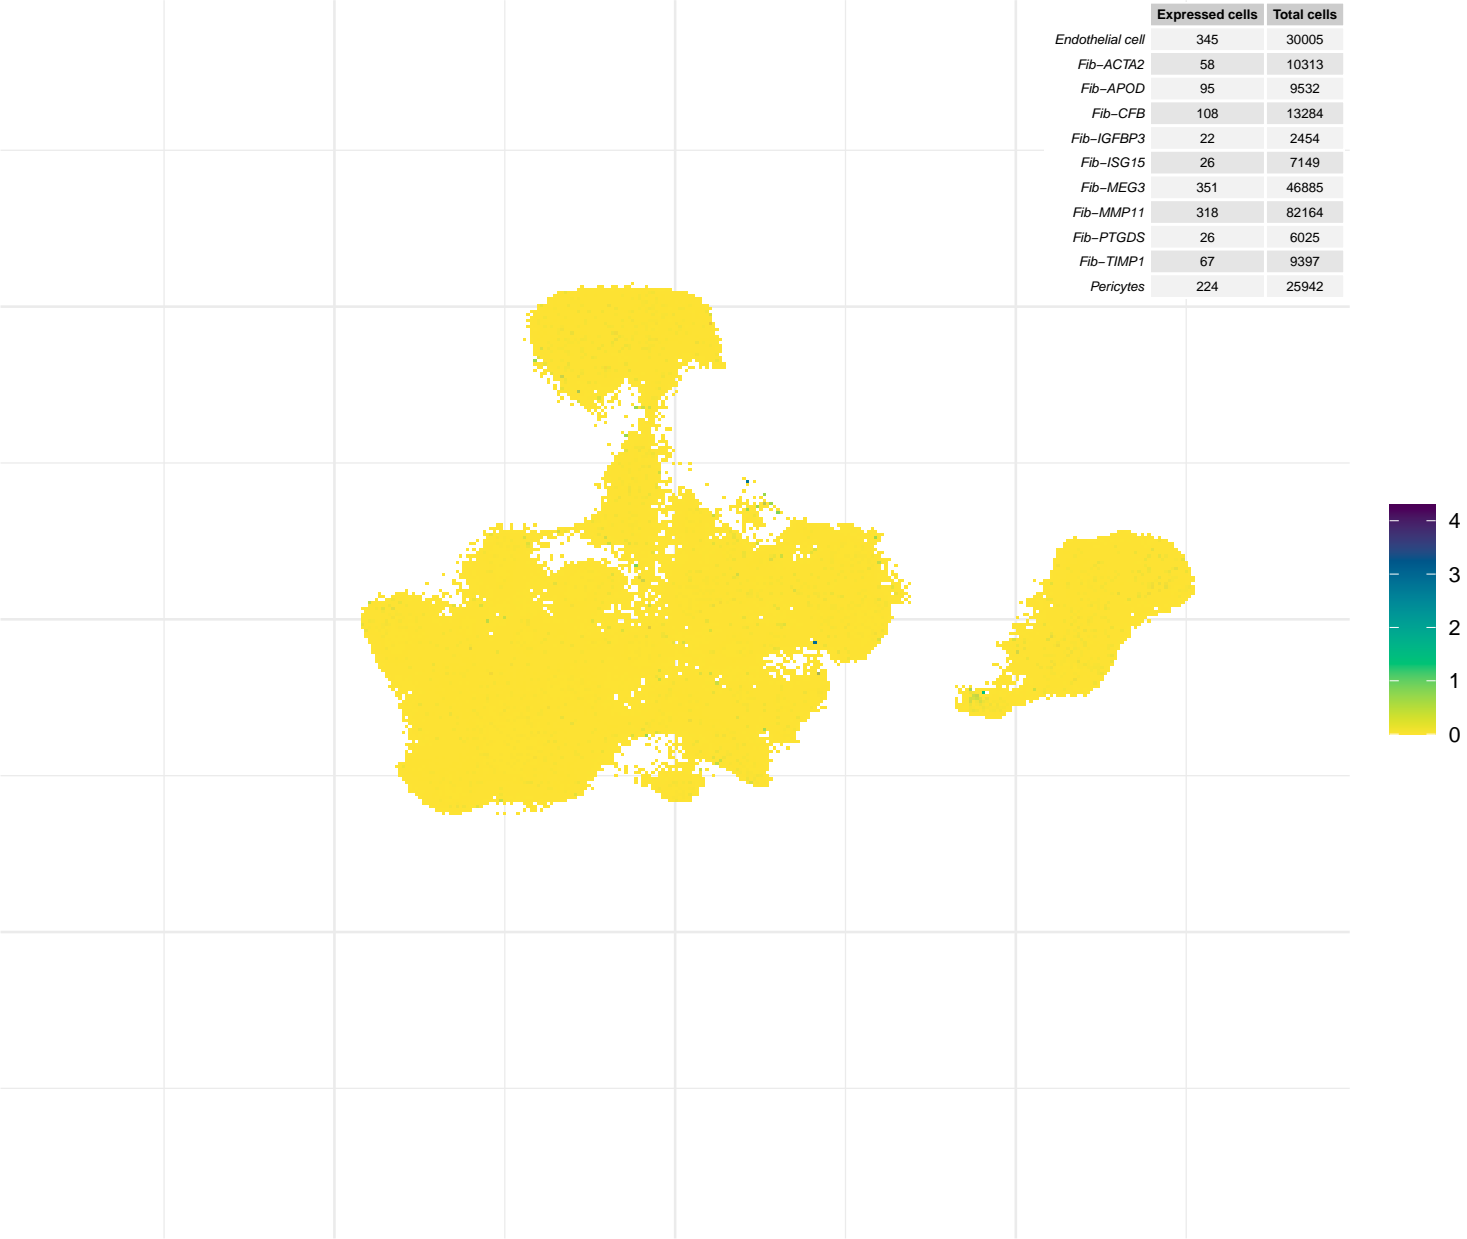 Expressed cells Total cells
Endothelial cell 345 30005
Fib−ACTA2 58 10313
Fib−APOD 95 9532
Fib−CFB 108 13284
Fib−IGFBP3 22 2454
Fib−ISG15 26 7149
Fib−MEG3 351 46885
Fib−MMP11 318 82164
Fib−PTGDS 26 6025
Fib−TIMP1 67 9397
Pericytes 224 25942
4
3
2
1
0